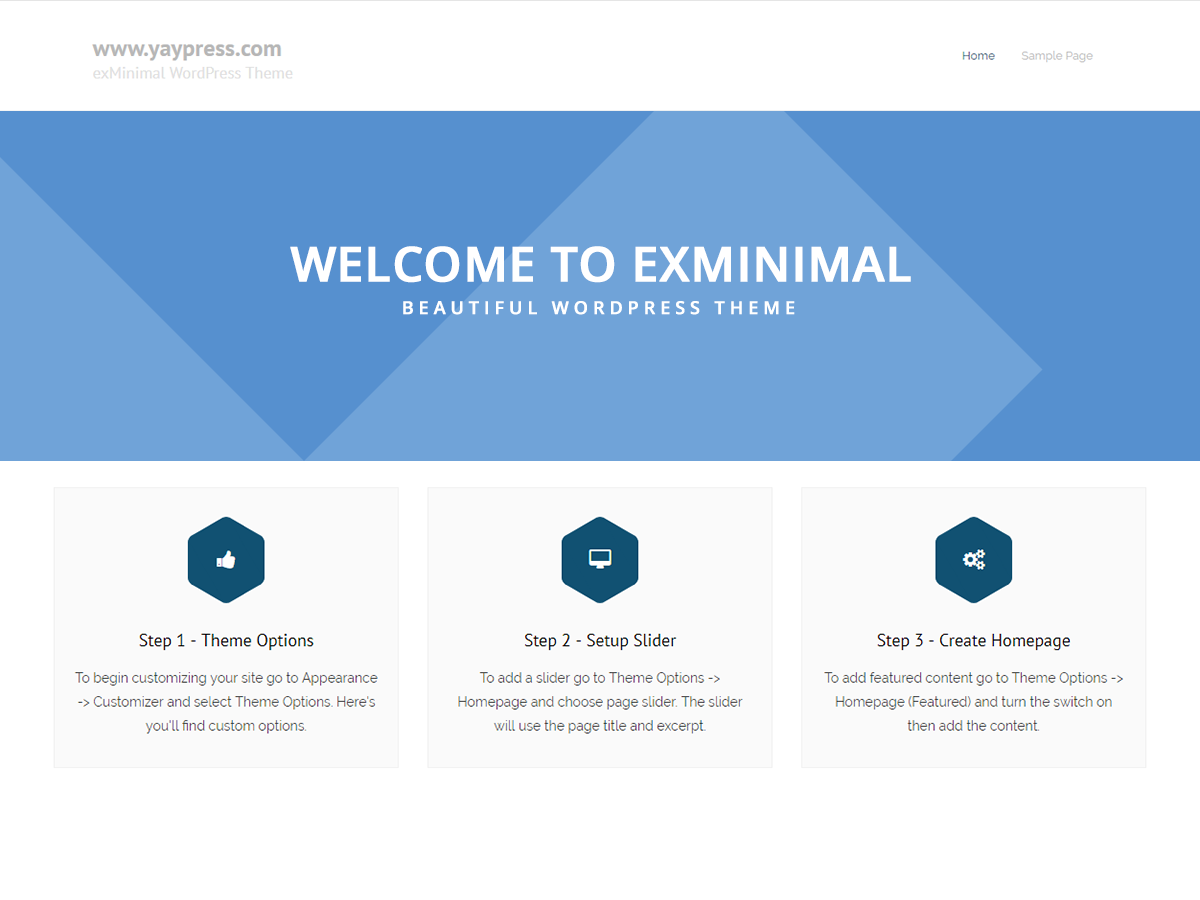 www.yaypress.com
exMinimal WordPress Theme
Home
Sample Page
WELCOME TO EXMINIMAL
BEAUTIFUL WORDPRESS THEME
Step 1 - Theme Options
To begin customizing your site go to Appearance
-> Customizer and select Theme Options. Here's
you'll find custom options.
Step 2 - Setup Slider
To add a slider go to Theme Options ->
Homepage and choose page slider. The slider
will use the page title and excerpt.
Step 3 - Create Homepage
To add featured content go to Theme Options ->
Homepage (Featured) and turn the switch on
then add the content.